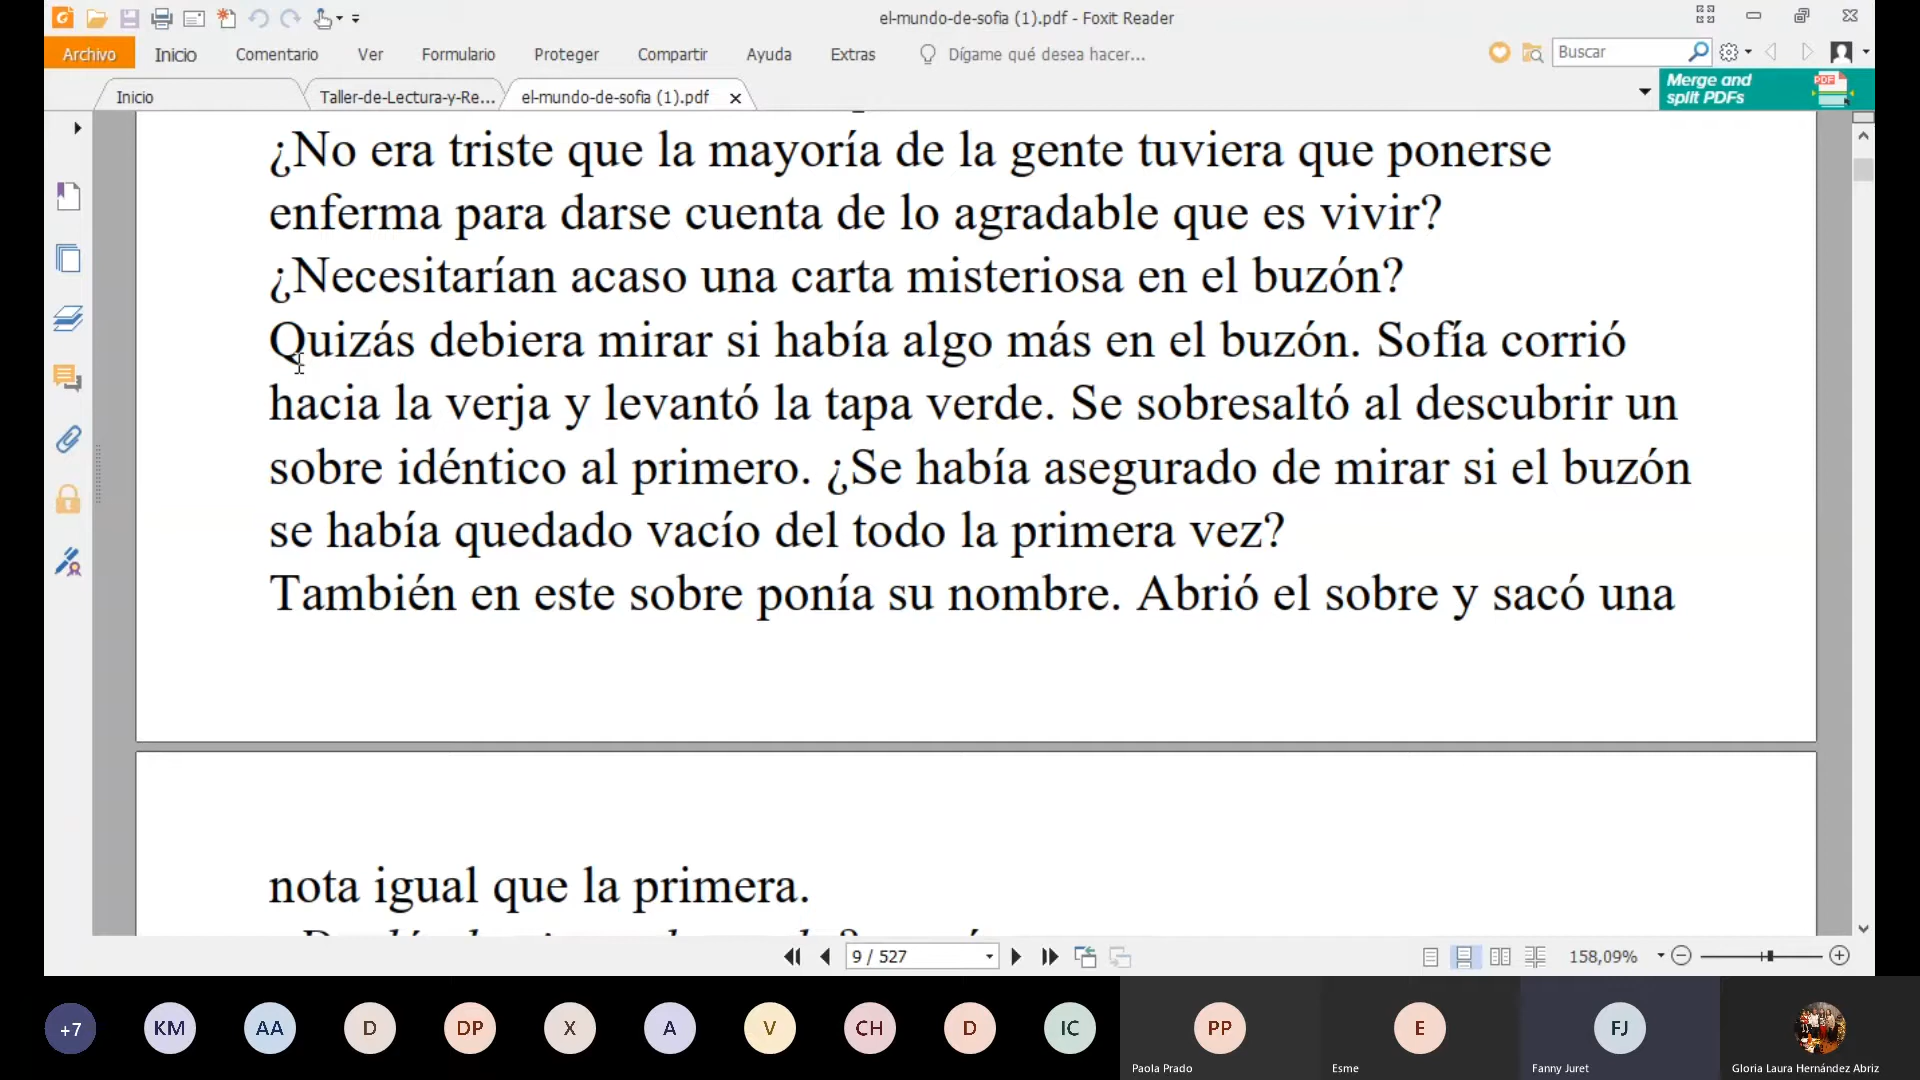 el-mundo-de-sofia (1).pdf - Foxit Reader
Archivo Inicio Comentario Ver Formulario Proteger Compartir Ayuda Extras Dígame qué desea hacer... Buscar
Inicio Taller-de-Lectura-y-Re... el-mundo-de-sofia (1).pdf
Merge and
split PDFs
PDF
¿No era triste que la mayoría de la gente tuviera que ponerse
enferma para darse cuenta de lo agradable que es vivir?
¿Necesitarían acaso una carta misteriosa en el buzón?
Quizás debiera mirar si había algo más en el buzón. Sofía corrió
hacia la verja y levantó la tapa verde. Se sobresaltó al descubrir un
sobre idéntico al primero. ¿Se había asegurado de mirar si el buzón
se había quedado vacío del todo la primera vez?
También en este sobre ponía su nombre. Abrió el sobre y sacó una
nota igual que la primera.
9 / 527 158,09%
+7 KM AA D DP X A V CH D IC PP E FJ
Paola Prado Esme Fanny Juret Gloria Laura Hernández Abriz